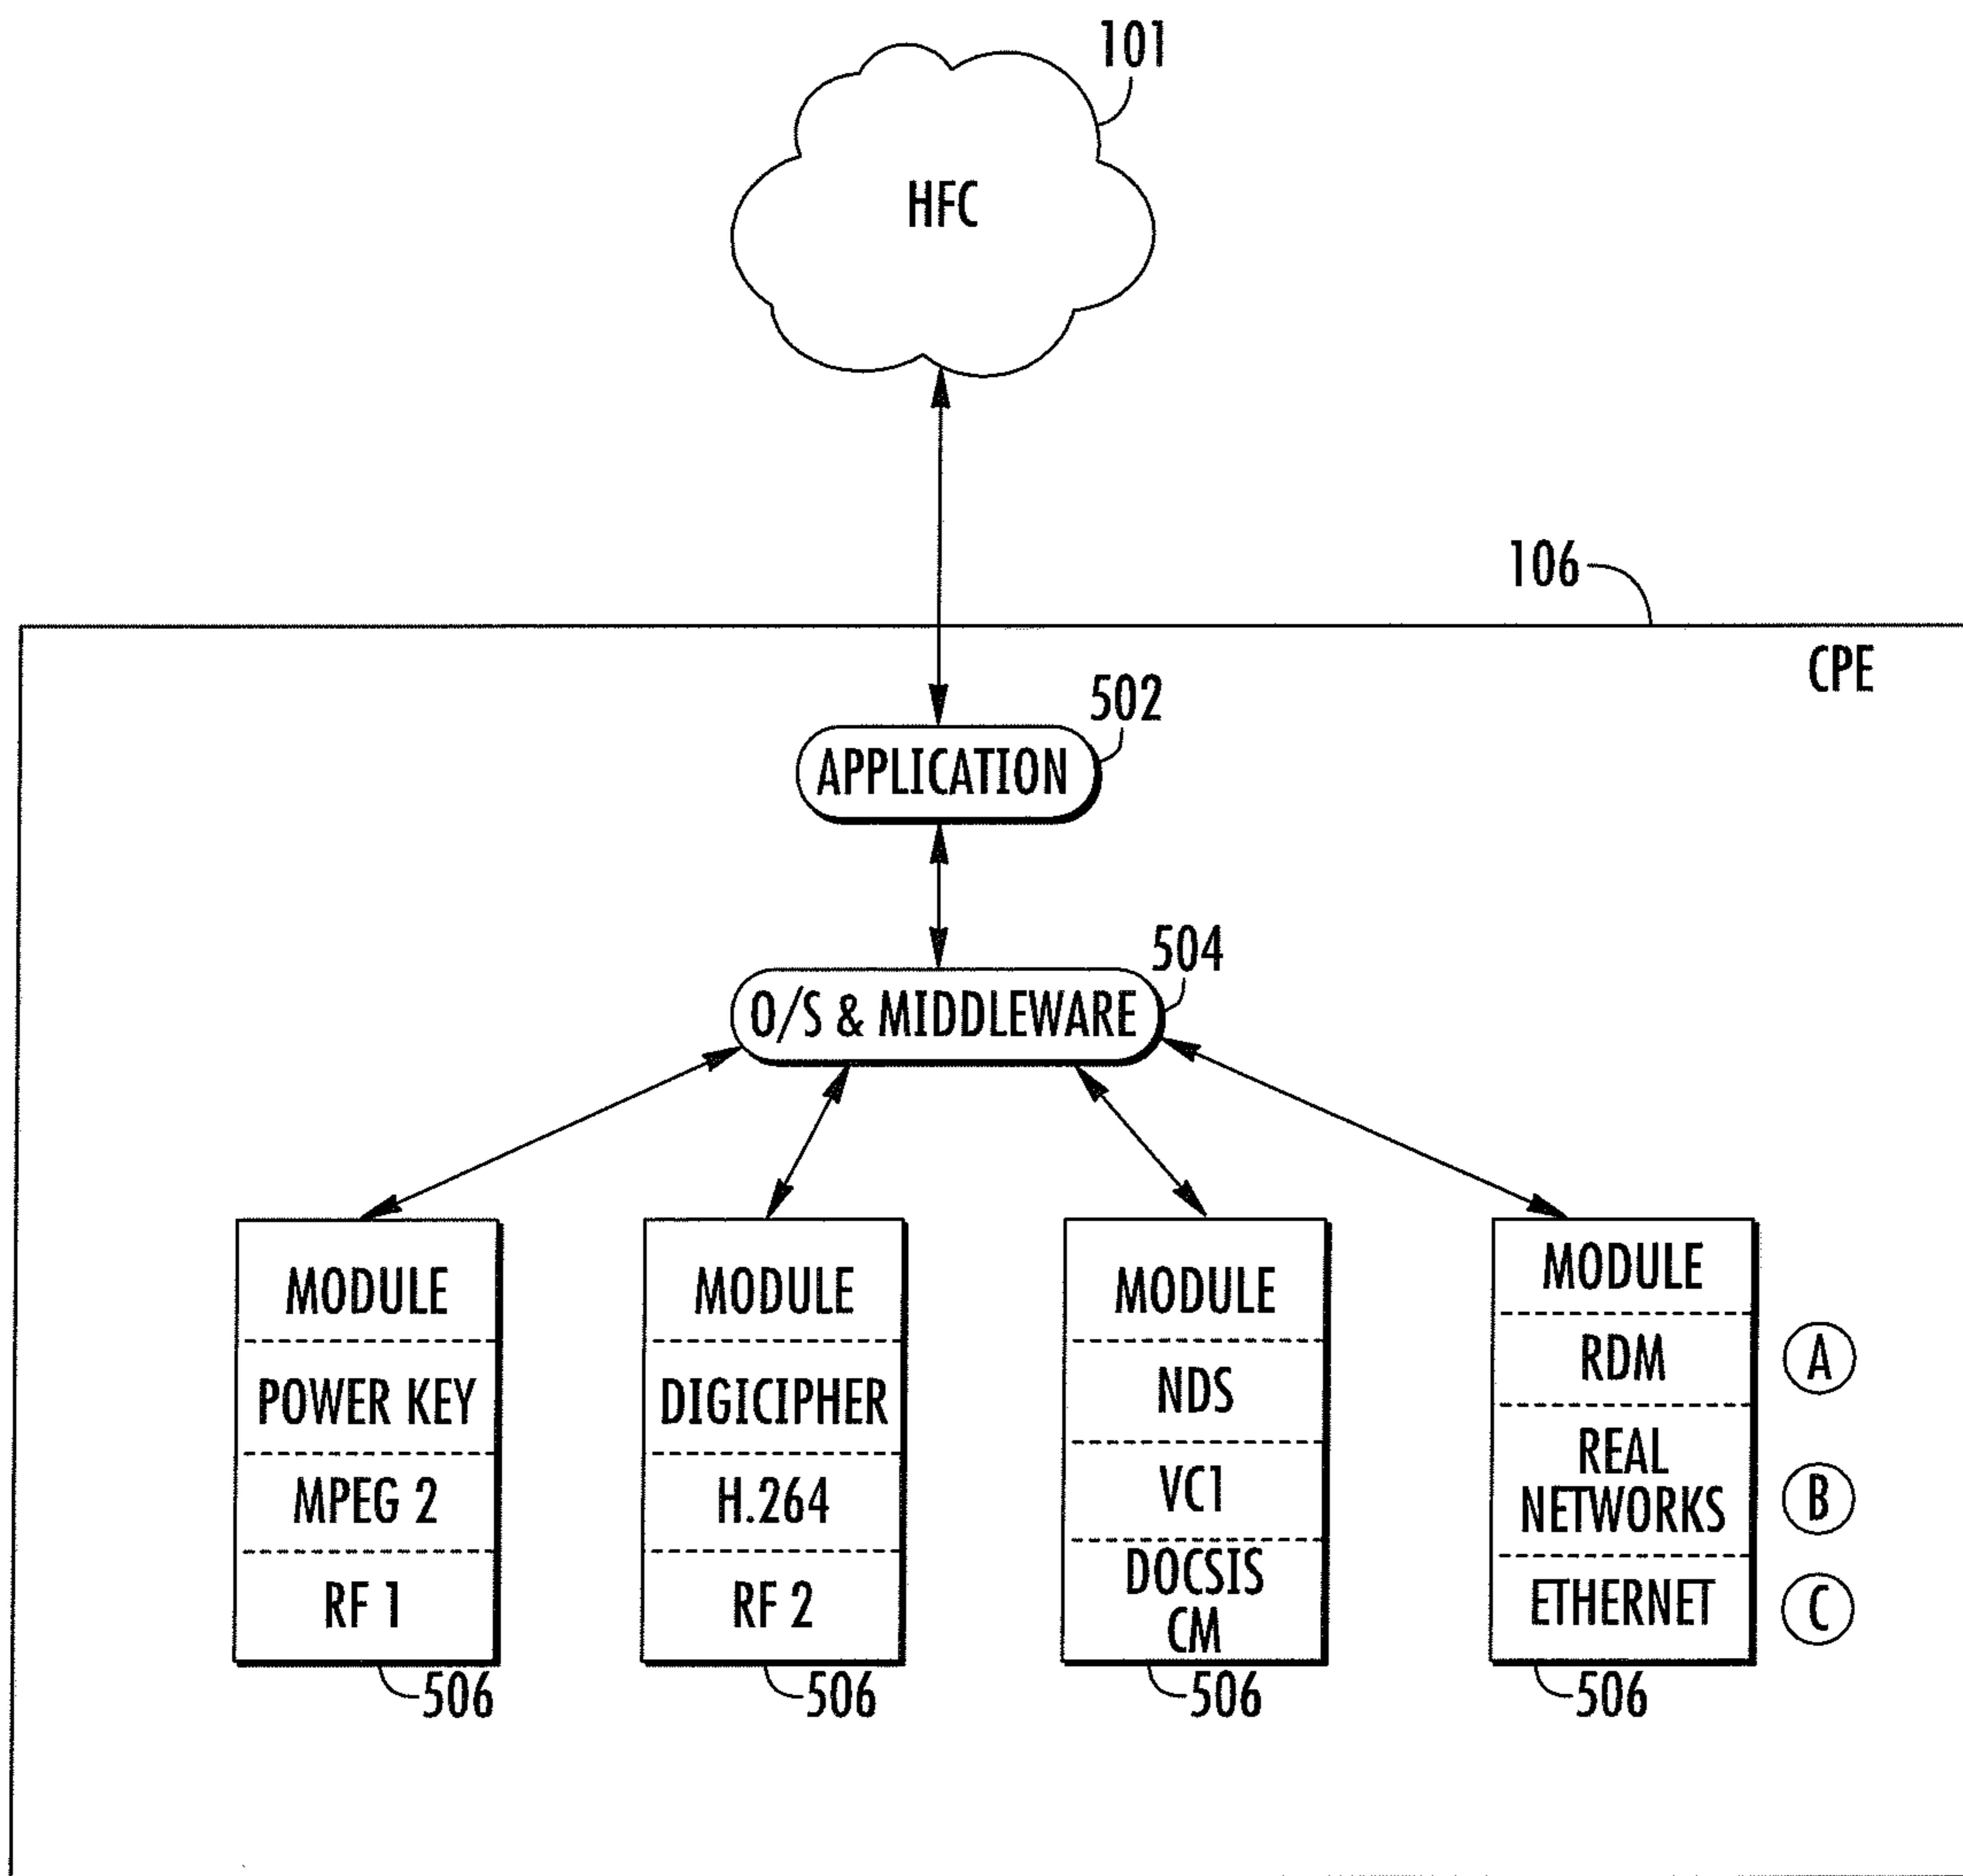 101
HFC
106
CPE
502
APPLICATION
504
O/S & MIDDLEWARE
MODULE
POWER KEY
MPEG 2
RF 1
506
MODULE
DIGICIPHER
H.264
RF 2
506
MODULE
NDS
VC1
DOCSIS
CM
506
MODULE
RDM
REAL
NETWORKS
ETHERNET
506
A
B
C